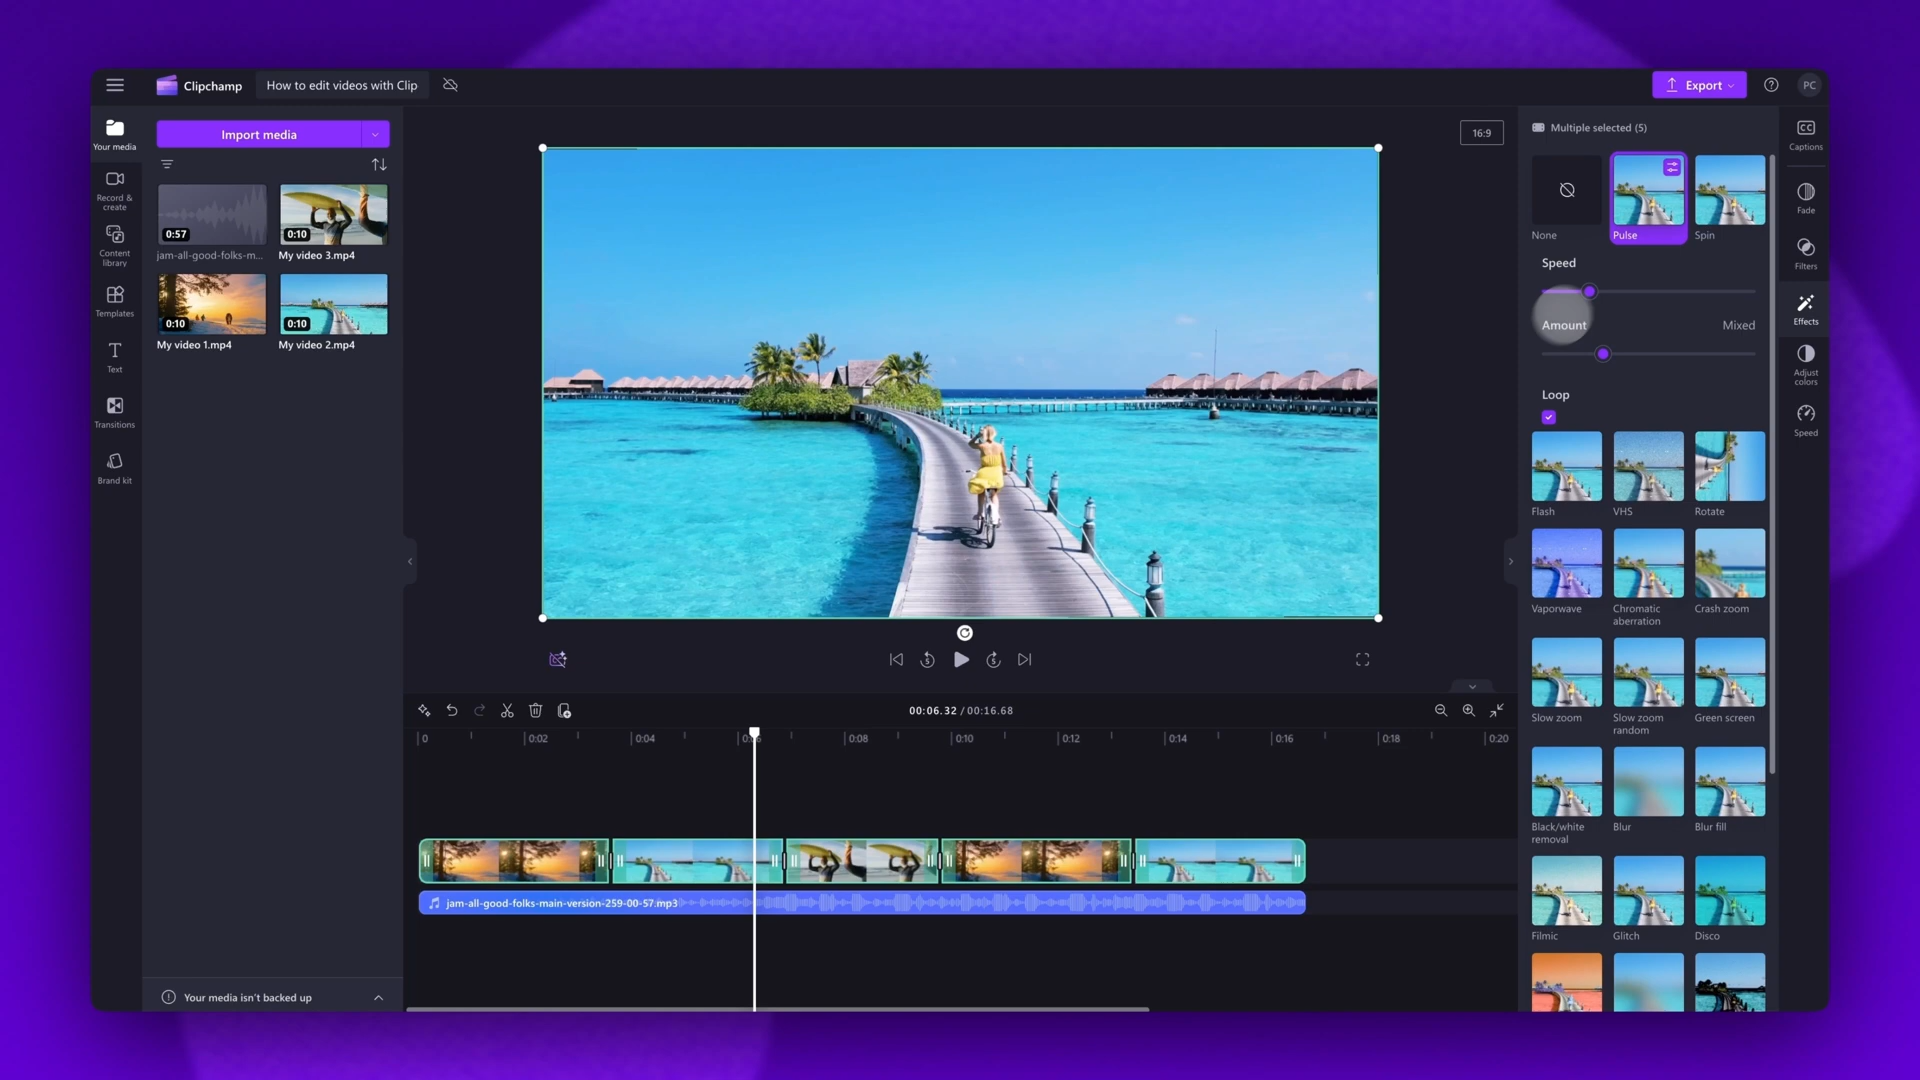 Clipchamp
How to edit videos with Clip
Export
PC
Your media
Record &
create
Content
library
Templates
Text
Transitions
Brand kit
Import media
0:57
jam-all-good-folks-m...
0:10
My video 3.mp4
0:10
My video 1.mp4
0:10
My video 2.mp4
Your media isn't backed up
16:9
5
5
00:06.32 / 00:16.68
0
0:02
0:04
0:06
0:08
0:10
0:12
0:14
0:16
0:18
0:20
jam-all-good-folks-main-version-259-00-57.mp3
Multiple selected (5)
None
Pulse
Spin
Speed
Amount
Mixed
Loop
Flash
VHS
Rotate
Vaporwave
Chromatic
aberration
Crash zoom
Slow zoom
Slow zoom
random
Green screen
Black/white
removal
Blur
Blur fill
Filmic
Glitch
Disco
CC
Captions
Fade
Filters
Effects
Adjust
colors
Speed